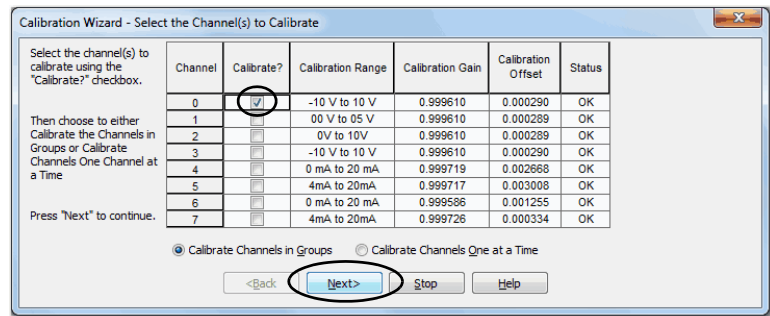 Calibration Wizard - Select the Channel(s) to Calibrate
Select the channel(s) to
calibrate using the
"Calibrate?" checkbox.
Then choose to either
Calibrate the Channels in
Groups or Calibrate
Channels One Channel at
a Time
Press "Next" to continue.
Channel Calibrate? Calibration Range Calibration Gain Calibration Offset Status
0 -10 V to 10 V 0.999610 0.000290 OK
1 00 V to 05 V 0.999610 0.000289 OK
2 0V to 10V 0.999610 0.000289 OK
3 -10 V to 10 V 0.999610 0.000290 OK
4 0 mA to 20 mA 0.999719 0.002668 OK
5 4mA to 20mA 0.999717 0.003008 OK
6 0 mA to 20 mA 0.999586 0.001255 OK
7 4mA to 20mA 0.999726 0.000334 OK
Calibrate Channels in Groups Calibrate Channels One at a Time
<Back Next> Stop Help